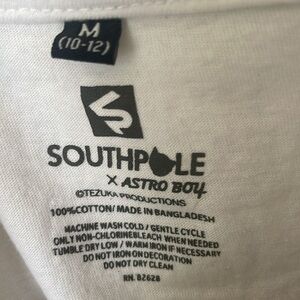 M
(10-12)
SOUTHPOLE
X ASTRO BOY
©TEZUKA PRODUCTIONS
100%COTTON/ MADE IN BANGLADESH
MACHINE WASH COLD / GENTLE CYCLE
ONLY NON-CHLORINEBLEACH WHEN NEEDED
TUMBLE DRY LOW / WARM IRON IF NECESSARY
DO NOT IRON ON DECORATION
DO NOT DRY CLEAN
RN. 82628